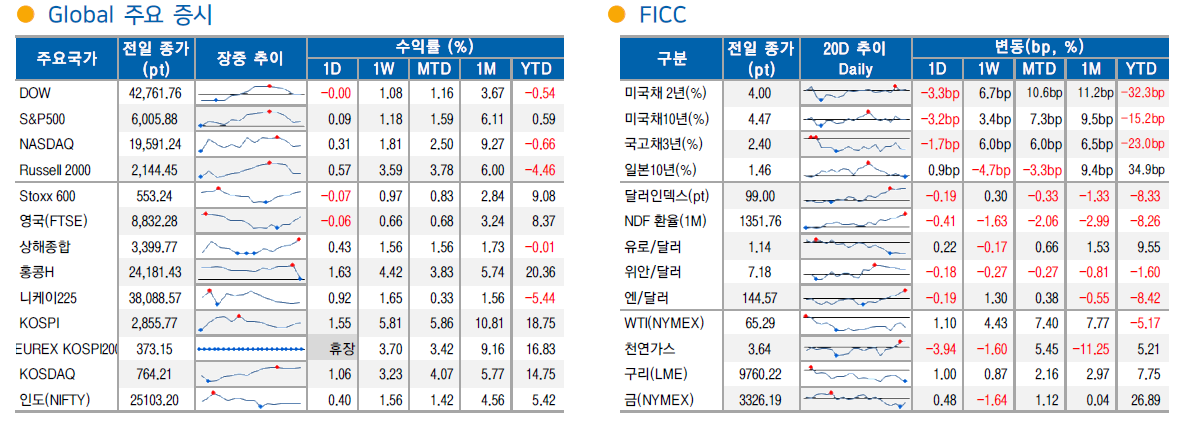 Global 주요 증시
주요국가 전일 종가 (pt) 장중 추이 수익률 (%)
1D 1W MTD 1M YTD
DOW 42,761.76 -0.00 1.08 1.16 3.67 -0.54
S&P500 6,005.88 0.09 1.18 1.59 6.11 0.59
NASDAQ 19,591.24 0.31 1.81 2.50 9.27 -0.66
Russell 2000 2,144.45 0.57 3.59 3.78 6.00 -4.46
Stoxx 600 553.24 -0.07 0.97 0.83 2.84 9.08
영국(FTSE) 8,832.28 -0.06 0.66 0.68 3.24 8.37
상해종합 3,399.77 0.43 1.56 1.56 1.73 -0.01
홍콩H 24,181.43 1.63 4.42 3.83 5.74 20.36
니케이225 38,088.57 0.92 1.65 0.33 1.56 -5.44
KOSPI 2,855.77 1.55 5.81 5.86 10.81 18.75
EUREX KOSPI200 373.15 휴장 3.70 3.42 9.16 16.83
KOSDAQ 764.21 1.06 3.23 4.07 5.77 14.75
인도(NIFTY) 25103.20 0.40 1.56 1.42 4.56 5.42
FICC
구분 전일 종가 (pt) 20D 추이 Daily 변동(bp, %)
1D 1W MTD 1M YTD
미국채 2년(%) 4.00 -3.3bp 6.7bp 10.6bp 11.2bp -32.3bp
미국채10년(%) 4.47 -3.2bp 3.4bp 7.3bp 9.5bp -15.2bp
국고채3년(%) 2.40 -1.7bp 6.0bp 6.0bp 6.5bp -23.0bp
일본10년(%) 1.46 0.9bp -4.7bp -3.3bp 9.4bp 34.9bp
달러인덱스(pt) 99.00 -0.19 0.30 -0.33 -1.33 -8.33
NDF 환율(1M) 1351.76 -0.41 -1.63 -2.06 -2.99 -8.26
유로/달러 1.14 0.22 -0.17 0.66 1.53 9.55
위안/달러 7.18 -0.18 -0.27 -0.27 -0.81 -1.60
엔/달러 144.57 -0.19 1.30 0.38 -0.55 -8.42
WTI(NYMEX) 65.29 1.10 4.43 7.40 7.77 -5.17
천연가스 3.64 -3.94 -1.60 5.45 -11.25 5.21
구리(LME) 9760.22 1.00 0.87 2.16 2.97 7.75
금(NYMEX) 3326.19 0.48 -1.64 1.12 0.04 26.89